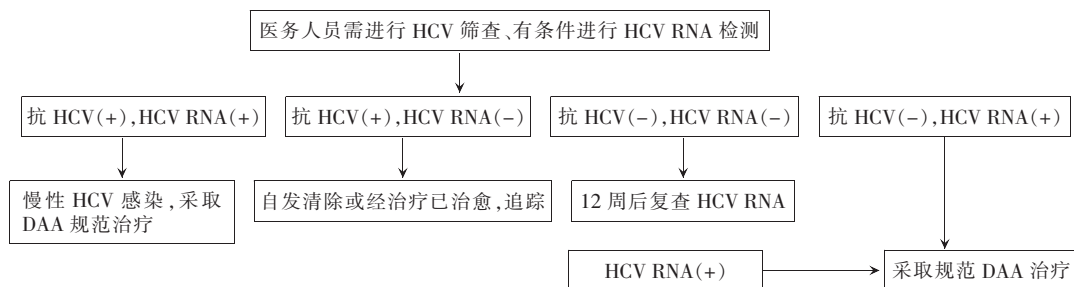 医务人员需进行 HCV 筛查、有条件进行 HCV RNA 检测
抗 HCV(+),HCV RNA(+)
抗 HCV(+),HCV RNA(-)
抗 HCV(-),HCV RNA(-)
抗 HCV(-),HCV RNA(+)
慢性 HCV 感染,采取
DAA 规范治疗
自发清除或经治疗已治愈,追踪
12 周后复查 HCV RNA
HCV RNA(+)
采取规范 DAA 治疗